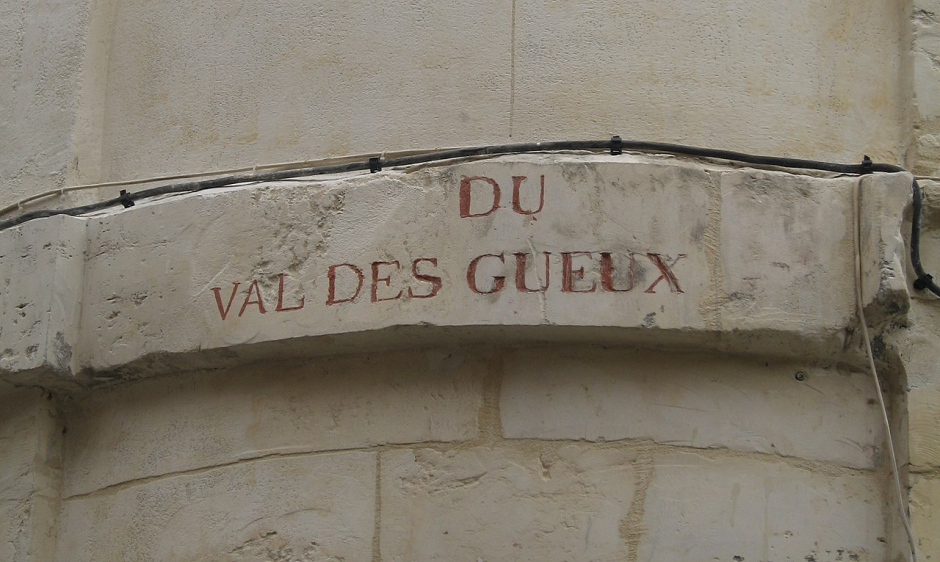 DU
VAL DES GUEUX